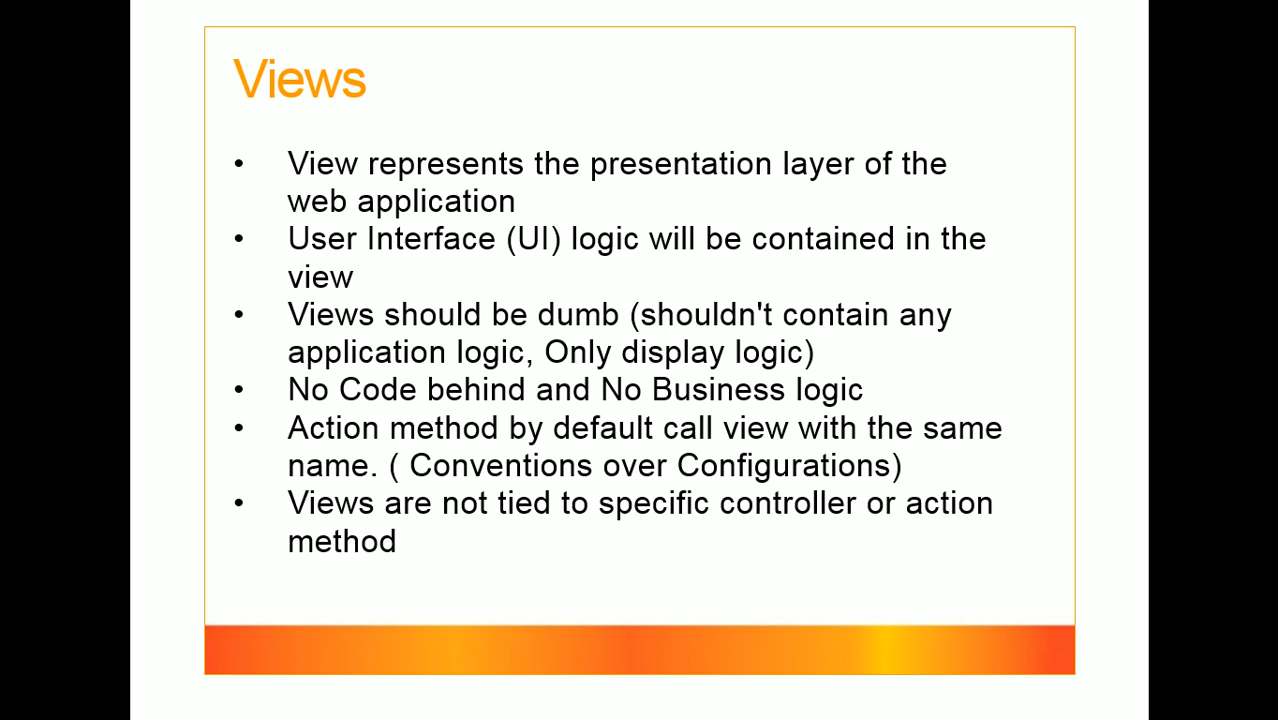 Views
• View represents the presentation layer of the
web application
• User Interface (UI) logic will be contained in the
view
• Views should be dumb (shouldn't contain any
application logic, Only display logic)
• No Code behind and No Business logic
• Action method by default call view with the same
name. ( Conventions over Configurations)
• Views are not tied to specific controller or action
method